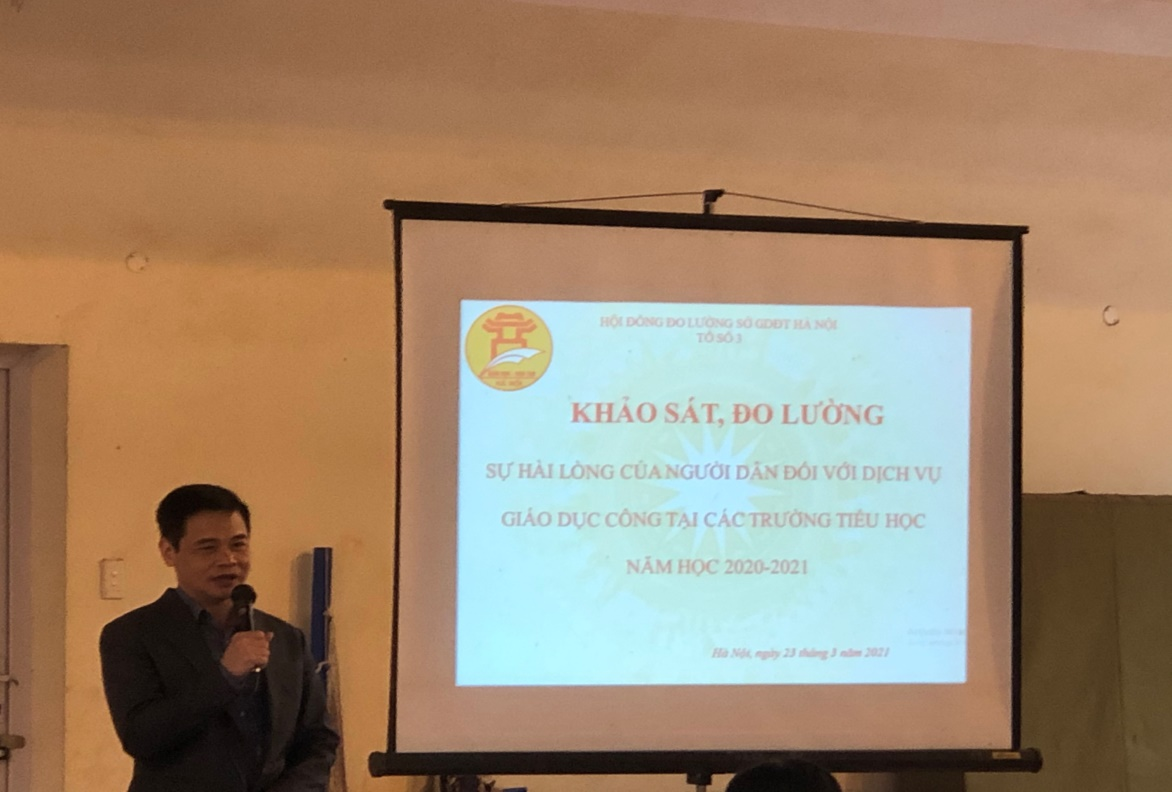 HỘI ĐỒNG ĐO LƯỜNG SỞ GDĐT HÀ NỘI
TỔ SỐ 3
KHẢO SÁT, ĐO LƯỜNG
SỰ HÀI LÒNG CỦA NGƯỜI DÂN ĐỐI VỚI DỊCH VỤ
GIÁO DỤC CÔNG TẠI CÁC TRƯỜNG TIỂU HỌC
NĂM HỌC 2020-2021
Hà Nội, ngày 23 tháng 3 năm 2021
HÀ NỘI